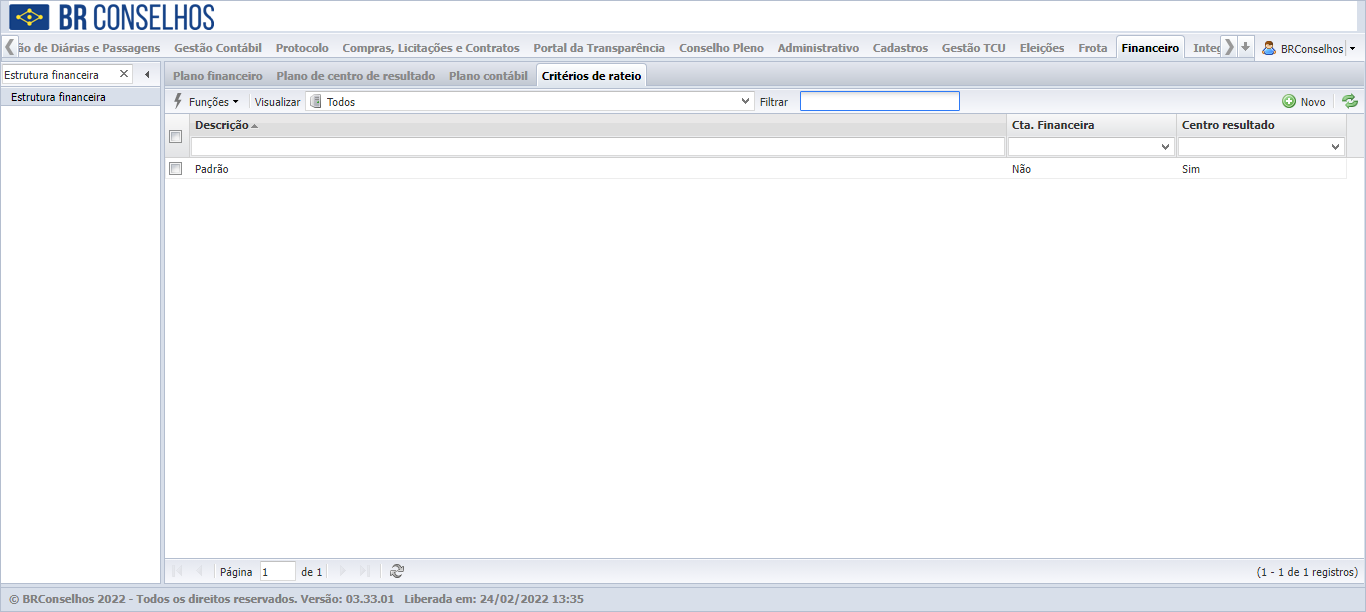 BR CONSELHOS
ão de Diárias e Passagens Gestão Contábil Protocolo Compras, Licitações e Contratos Portal da Transparência Conselho Pleno Administrativo Cadastros Gestão TCU Eleições Frota Financeiro Integ BRConselhos
Estrutura financeira Plano financeiro Plano de centro de resultado Plano contábil Critérios de rateio
Estrutura financeira Funções Visualizar Todos Filtrar Novo
Descrição Cta. Financeira Centro resultado
Padrão Não Sim
Página 1 de 1 (1 - 1 de 1 registros)
© BRConselhos 2022 - Todos os direitos reservados. Versão: 03.33.01 Liberada em: 24/02/2022 13:35